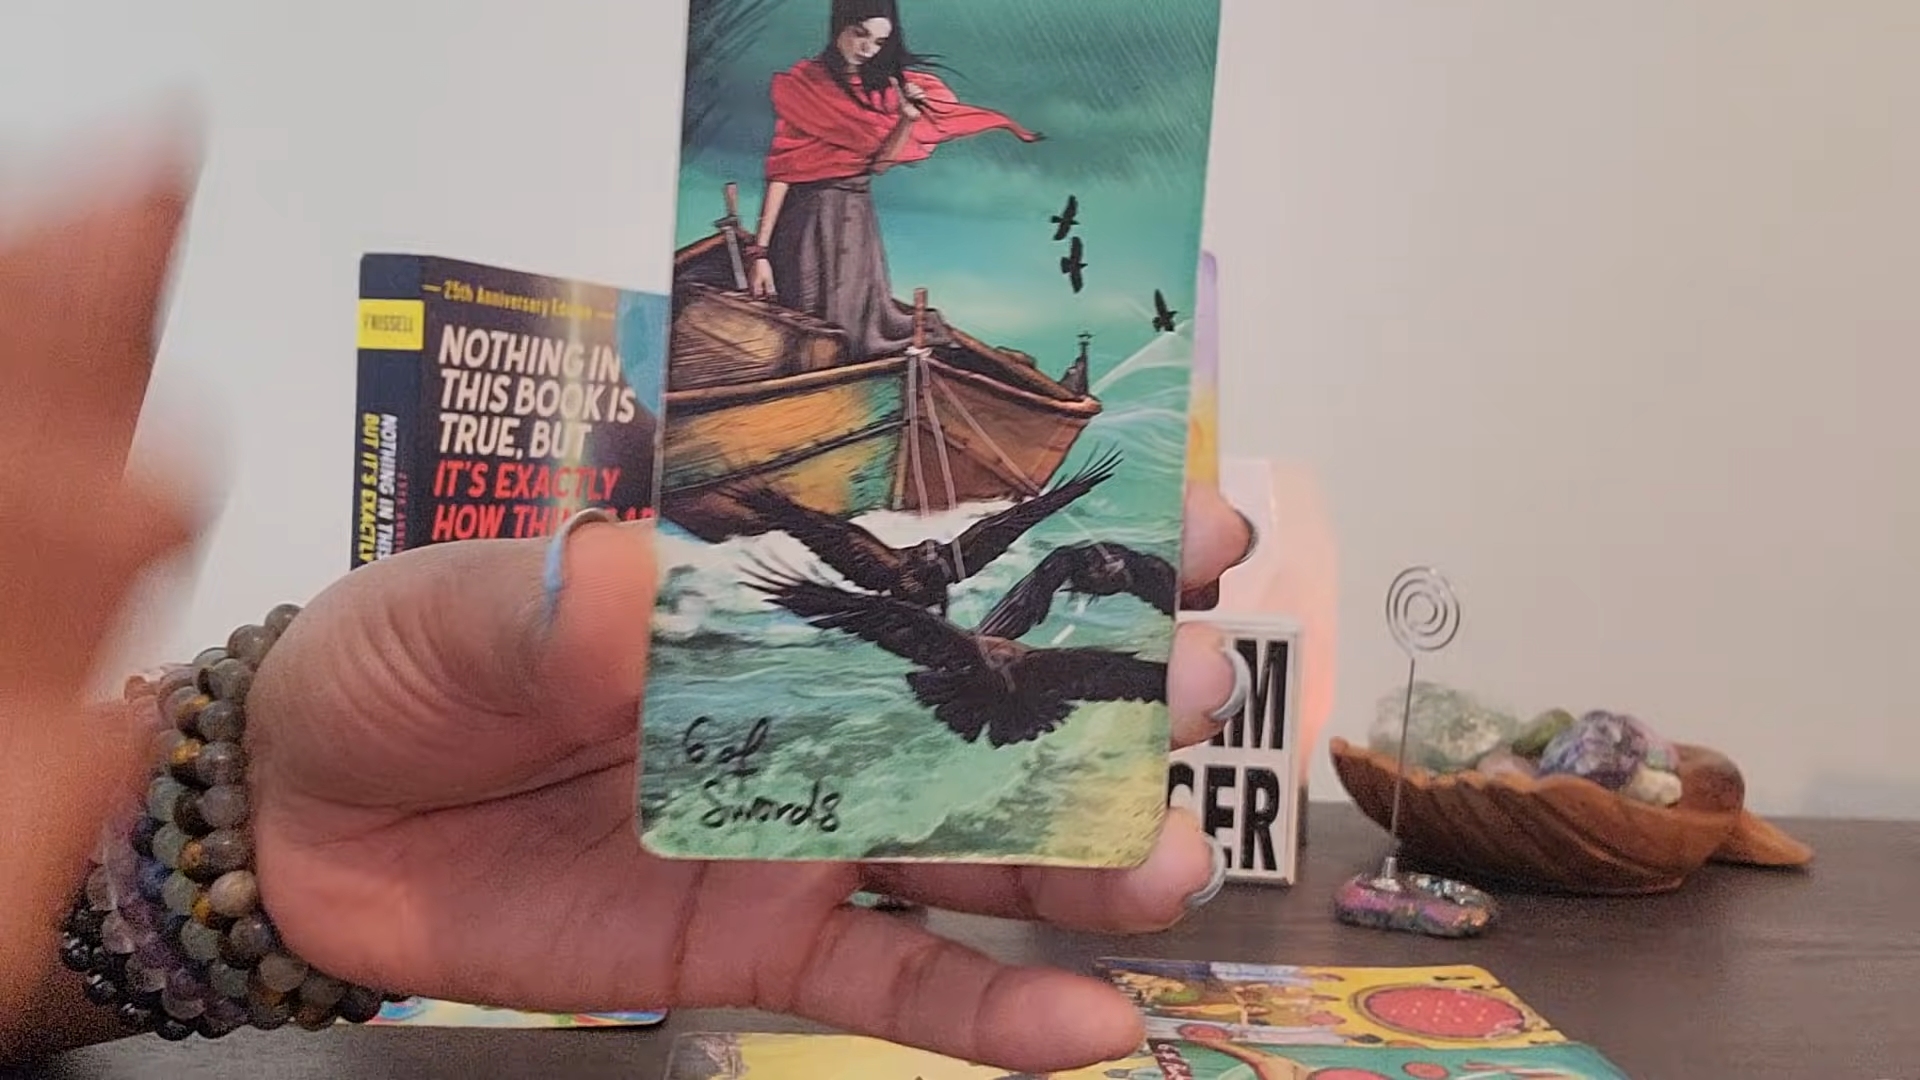 25th Anniversary Edition
NOTHING IN
THIS BOOK IS
TRUE, BUT
IT'S EXACTLY
HOW
FRISSELL
NOTHING IN THIS
BUT IT'S EXACTLY
6 of
Swords